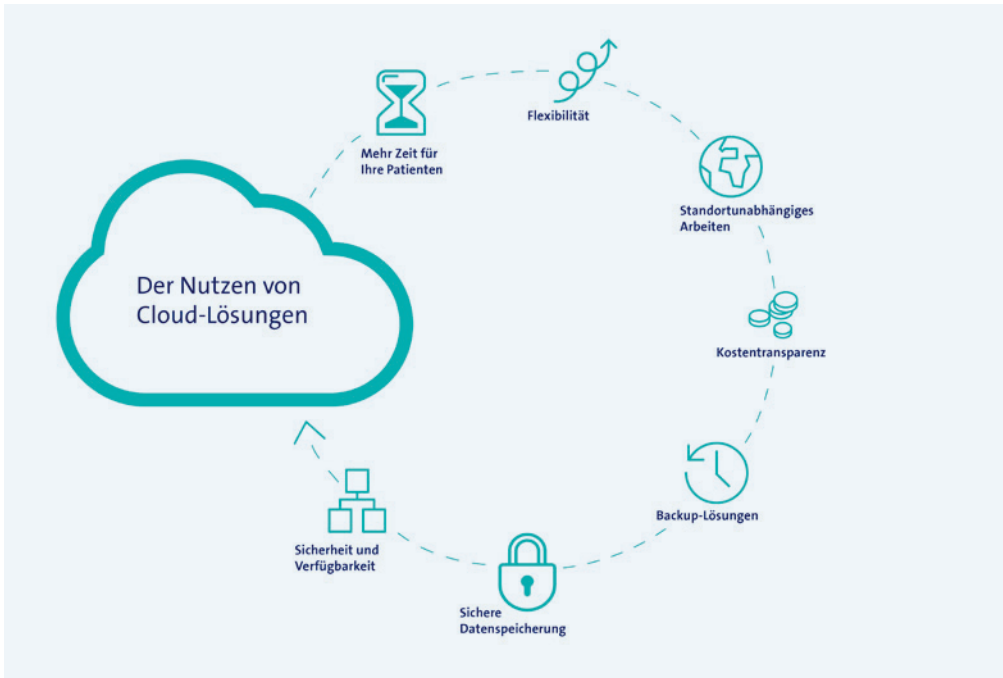 Der Nutzen von
Cloud-Lösungen
Mehr Zeit für
Ihre Patienten
Flexibilität
Standortunabhängiges
Arbeiten
Kostentransparenz
Backup-Lösungen
Sichere
Datenspeicherung
Sicherheit und
Verfügbarkeit